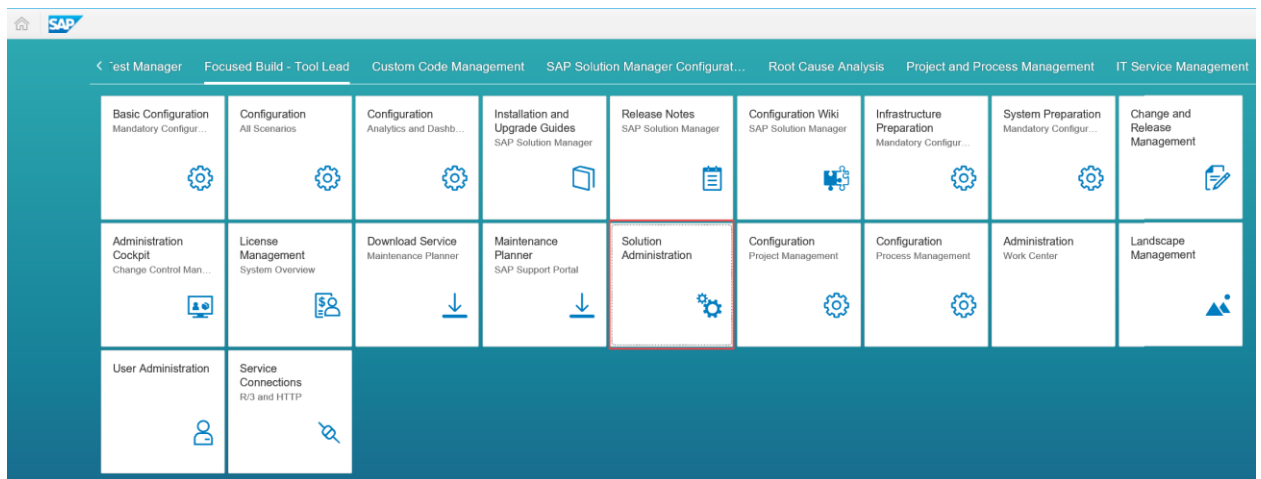 SAP
est Manager Focused Build - Tool Lead Custom Code Management SAP Solution Manager Configurat... Root Cause Analysis Project and Process Management IT Service Management
Basic Configuration
Mandatory Configur...
Configuration
All Scenarios
Configuration
Analytics and Dashb...
Installation and
Upgrade Guides
SAP Solution Manager
Release Notes
SAP Solution Manager
Configuration Wiki
SAP Solution Manager
Infrastructure
Preparation
Mandatory Configur...
System Preparation
Mandatory Configur...
Change and
Release
Management
Administration
Cockpit
Change Control Man...
License
Management
System Overview
Download Service
Maintenance Planner
Maintenance
Planner
SAP Support Portal
Solution
Administration
Configuration
Project Management
Configuration
Process Management
Administration
Work Center
Landscape
Management
User Administration
Service
Connections
R/3 and HTTP